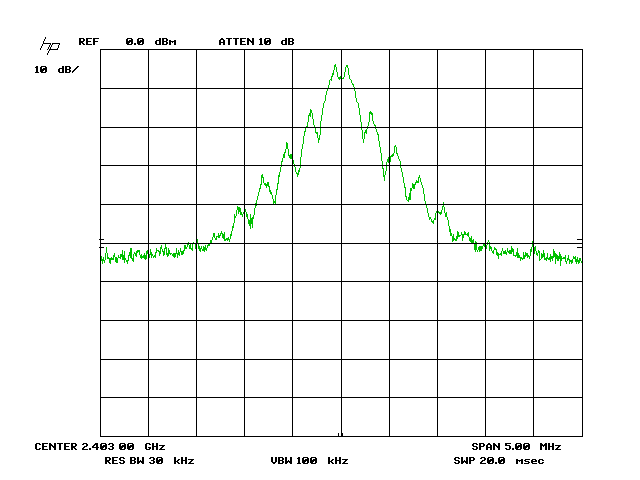 hp REF 0.0 dBm ATTEN 10 dB
10 dB/
CENTER 2.403 00 GHz SPAN 5.00 MHz
RES BW 30 kHz VBW 100 kHz SWP 20.0 msec